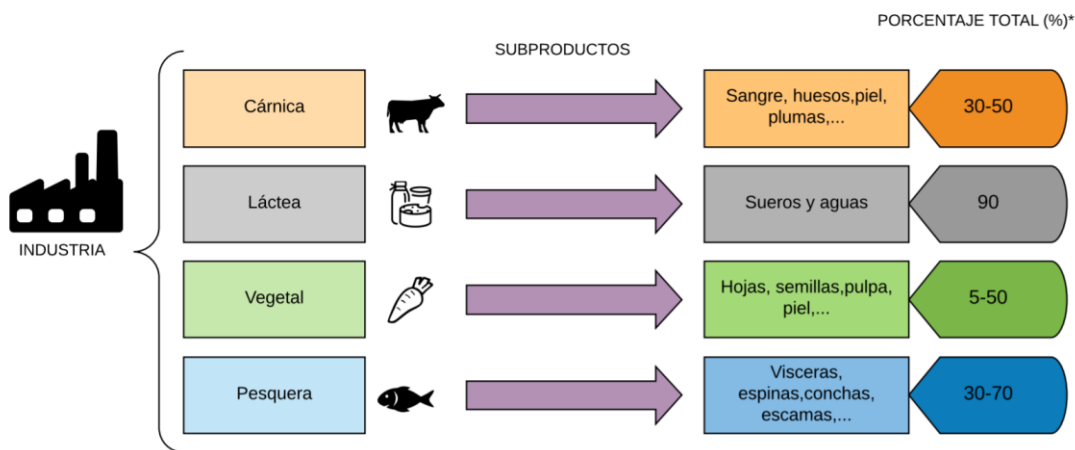 PORCENTAJE TOTAL (%)*
SUBPRODUCTOS
Cárnica
Sangre, huesos,piel,
plumas,...
30-50
INDUSTRIA
Láctea
Sueros y aguas
90
Vegetal
Hojas, semillas,pulpa,
piel,...
5-50
Pesquera
Visceras,
espinas,conchas,
escamas,...
30-70